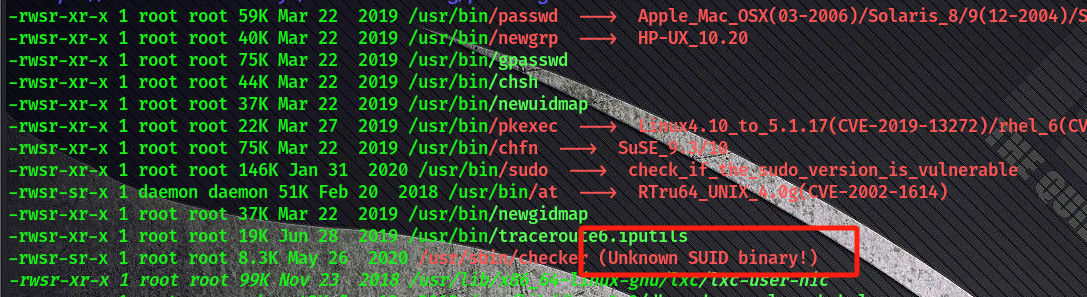 -rwsr-xr-x 1 root root 59K Mar 22  2019 /usr/bin/passwd  --->  Apple_Mac_OSX(03-2006)/Solaris_8/9(12-2004)/S
-rwsr-xr-x 1 root root 40K Mar 22  2019 /usr/bin/newgrp  --->  HP-UX_10.20
-rwsr-xr-x 1 root root 75K Mar 22  2019 /usr/bin/gpasswd
-rwsr-xr-x 1 root root 44K Mar 22  2019 /usr/bin/chsh
-rwsr-xr-x 1 root root 37K Mar 22  2019 /usr/bin/newuidmap
-rwsr-xr-x 1 root root 22K Mar 27  2019 /usr/bin/pkexec  --->  Linux4.10_to_5.1.17(CVE-2019-13272)/rhel_6(CV
-rwsr-xr-x 1 root root 75K Mar 22  2019 /usr/bin/chfn  --->  SuSE_9.3/10
-rwsr-xr-x 1 root root 146K Jan 31  2020 /usr/bin/sudo  --->  check_if_the_sudo_version_is_vulnerable
-rwsr-sr-x 1 daemon daemon 51K Feb 20  2018 /usr/bin/at  --->  RTru64_UNIX_4.0g(CVE-2002-1614)
-rwsr-xr-x 1 root root 37K Mar 22  2019 /usr/bin/newgidmap
-rwsr-xr-x 1 root root 19K Jun 28  2019 /usr/bin/traceroute6.iputils
-rwsr-sr-x 1 root root 8.3K May 26  2020 /usr/sbin/checker (Unknown SUID binary!)
-rwsr-xr-x 1 root root 99K Nov 23  2018 /usr/lib/x86_64-linux-gnu/lxc/lxc-user-nic